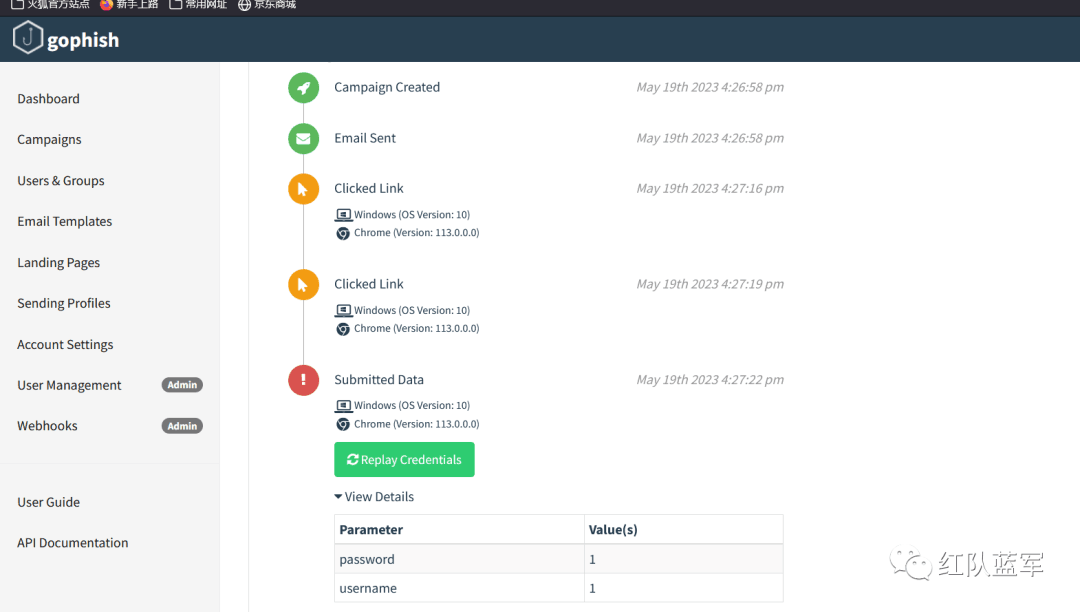 火狐官方站点 新手上路 常用网址 京东商城
gophish
Dashboard
Campaigns
Users & Groups
Email Templates
Landing Pages
Sending Profiles
Account Settings
User Management Admin
Webhooks Admin
User Guide
API Documentation
Campaign Created May 19th 2023 4:26:58 pm
Email Sent May 19th 2023 4:26:58 pm
Clicked Link May 19th 2023 4:27:16 pm
Windows (OS Version: 10)
Chrome (Version: 113.0.0.0)
Clicked Link May 19th 2023 4:27:19 pm
Windows (OS Version: 10)
Chrome (Version: 113.0.0.0)
Submitted Data May 19th 2023 4:27:22 pm
Windows (OS Version: 10)
Chrome (Version: 113.0.0.0)
Replay Credentials
View Details
Parameter Value(s)
password 1
username 1
红队蓝军